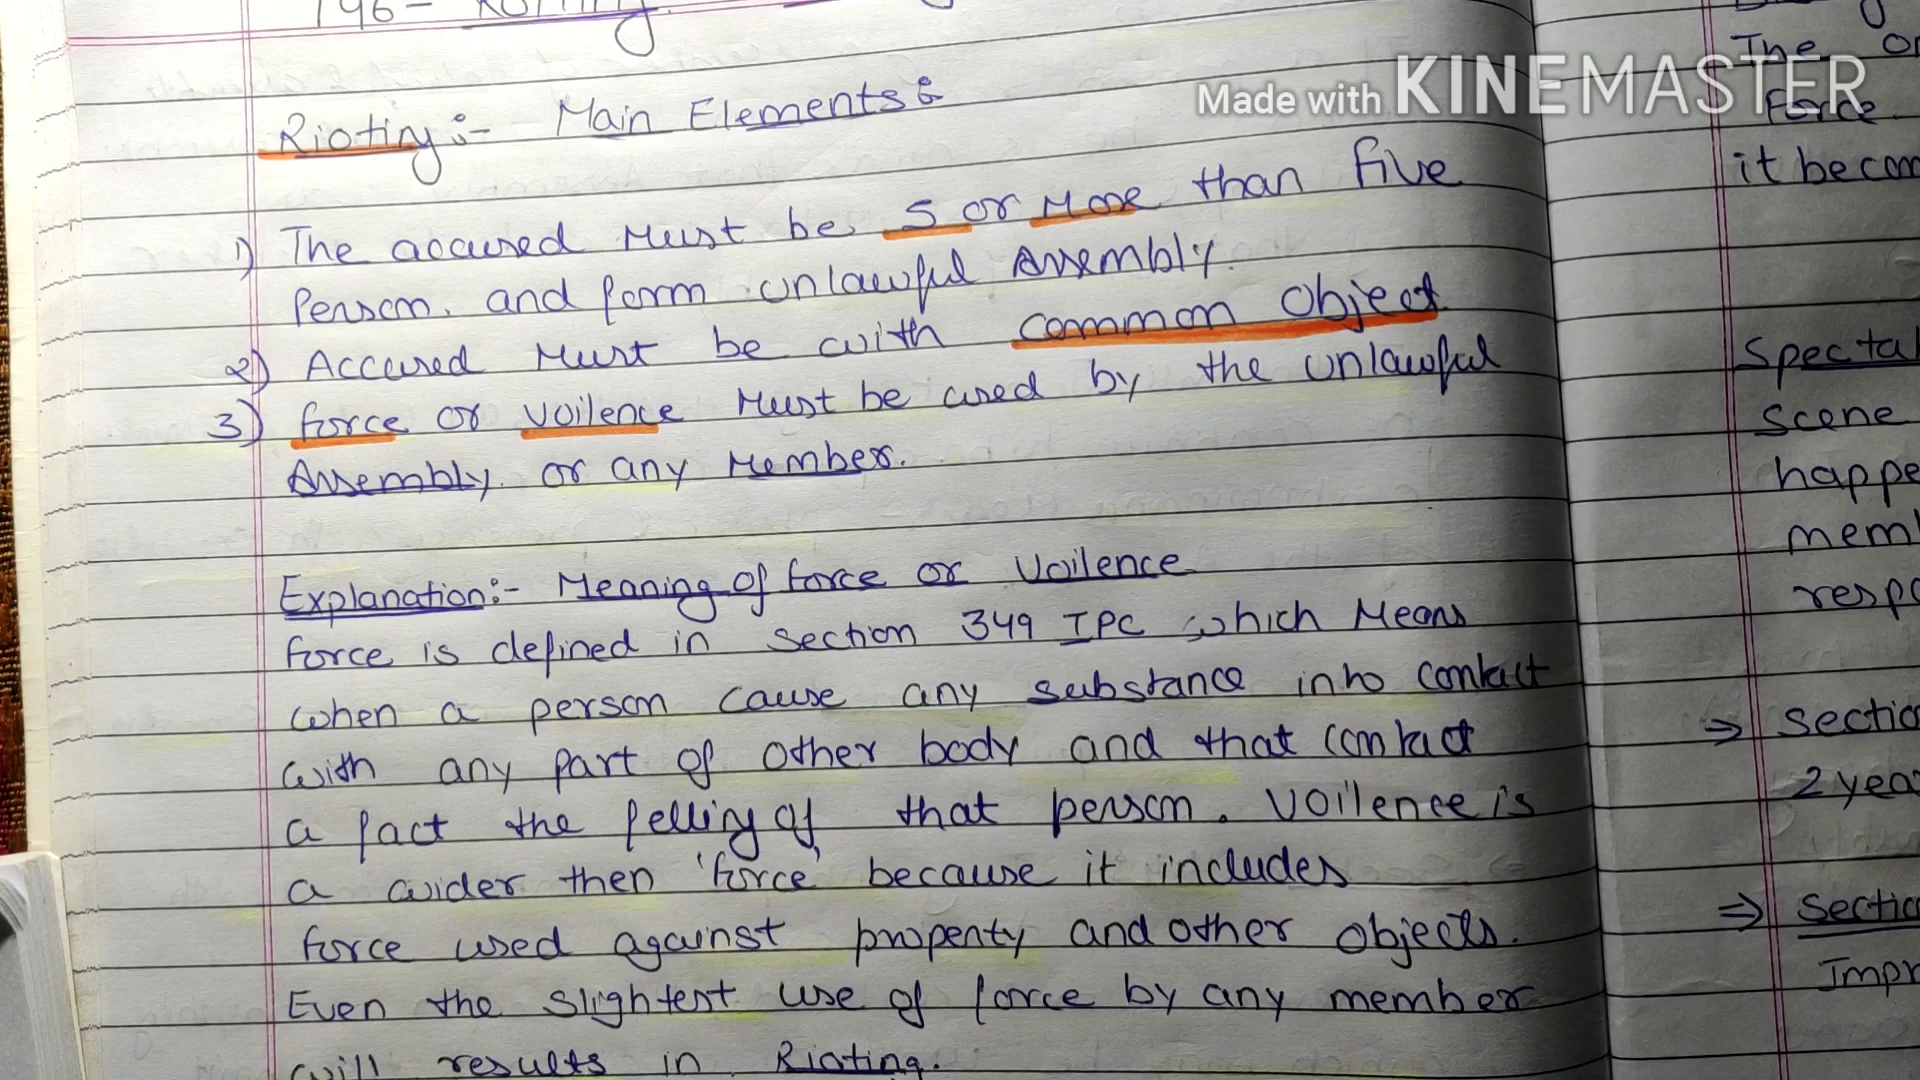 146- Rioting
Rioting:- Main Elements:
1) The accused Must be 5 or More than five
Person. and form unlawful Assembly.
2) Accused Must be with common object.
3) force or Voilence Must be used by the unlawful
Assembly. or any Member.
Explanation:- Meaning of force or Voilence
force is defined in section 349 IPC which Means
when a person cause any substance into contact
with any part of other body and that contact
a fact the felling of that person. Voilence is
a wider then 'force' because it includes
force used against property and other objects.
Even the slightest use of force by any member
will results in Rioting.
Made with KINEMASTER
The
Force
it becom
Spectat
scene
happe
memb
respo
⇒ Sectio
2 yea
⇒ Sectio
Impr